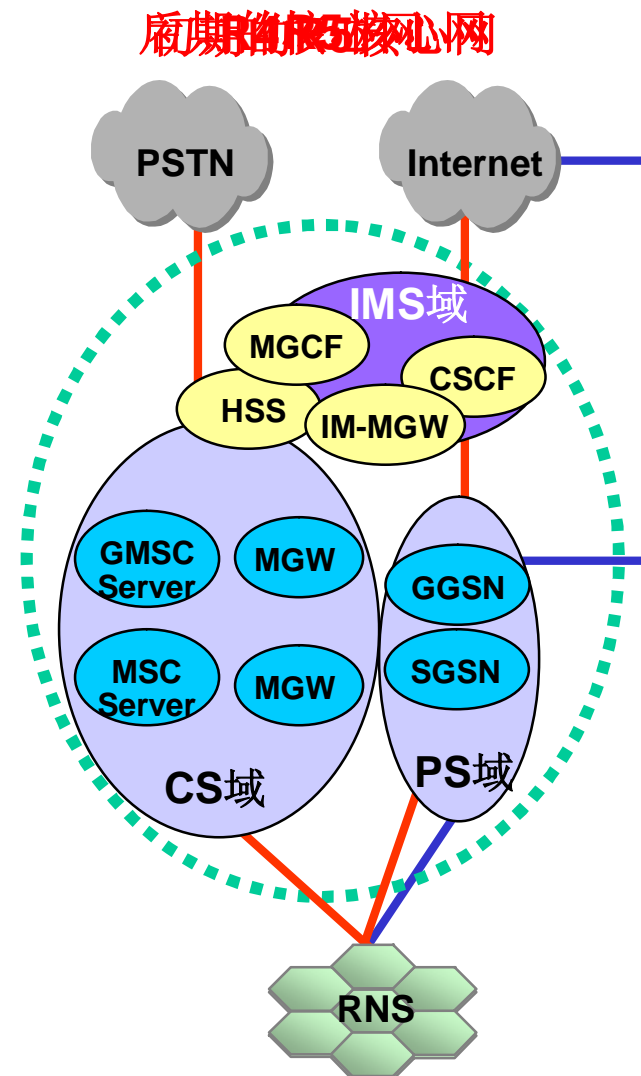 PSTN
Internet
IMS域
MGCF
CSCF
HSS
IM-MGW
GMSC
Server
MGW
GGSN
MSC
Server
MGW
SGSN
CS域
PS域
RNS